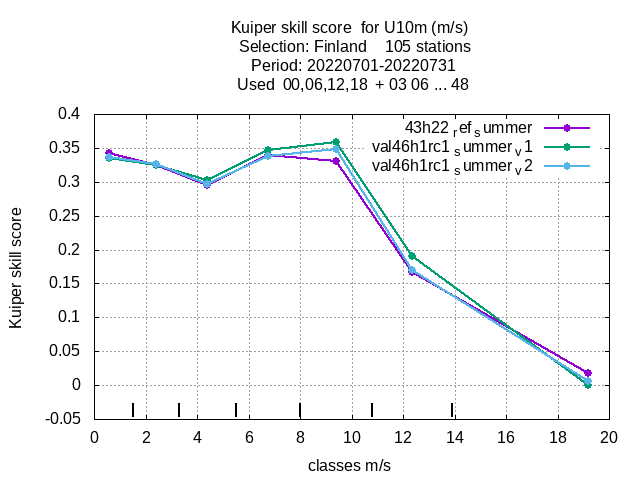 Kuiper skill score  for U10m (m/s)
Selection: Finland    105 stations
Period: 20220701-20220731
Used  00,06,12,18  + 03 06 ... 48
0.4
0.35
0.3
0.25
0.2
0.15
0.1
0.05
0
-0.05
Kuiper skill score
43h22 ref summer
val46h1rc1 summer v1
val46h1rc1 summer v2
0 2 4 6 8 10 12 14 16 18 20
classes m/s